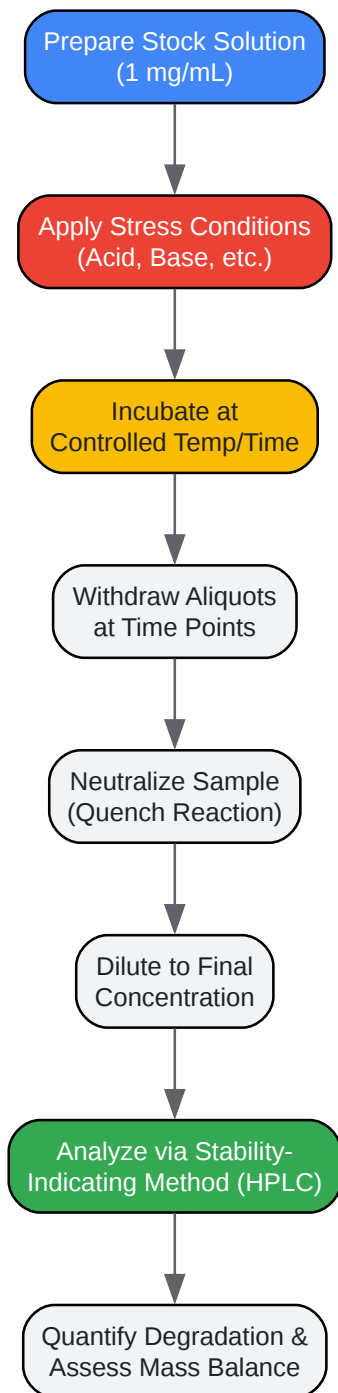 Prepare Stock Solution
(1 mg/mL)
Apply Stress Conditions
(Acid, Base, etc.)
Incubate at
Controlled Temp/Time
Withdraw Aliquots
at Time Points
Neutralize Sample
(Quench Reaction)
Dilute to Final
Concentration
Analyze via Stability-
Indicating Method (HPLC)
Quantify Degradation &
Assess Mass Balance